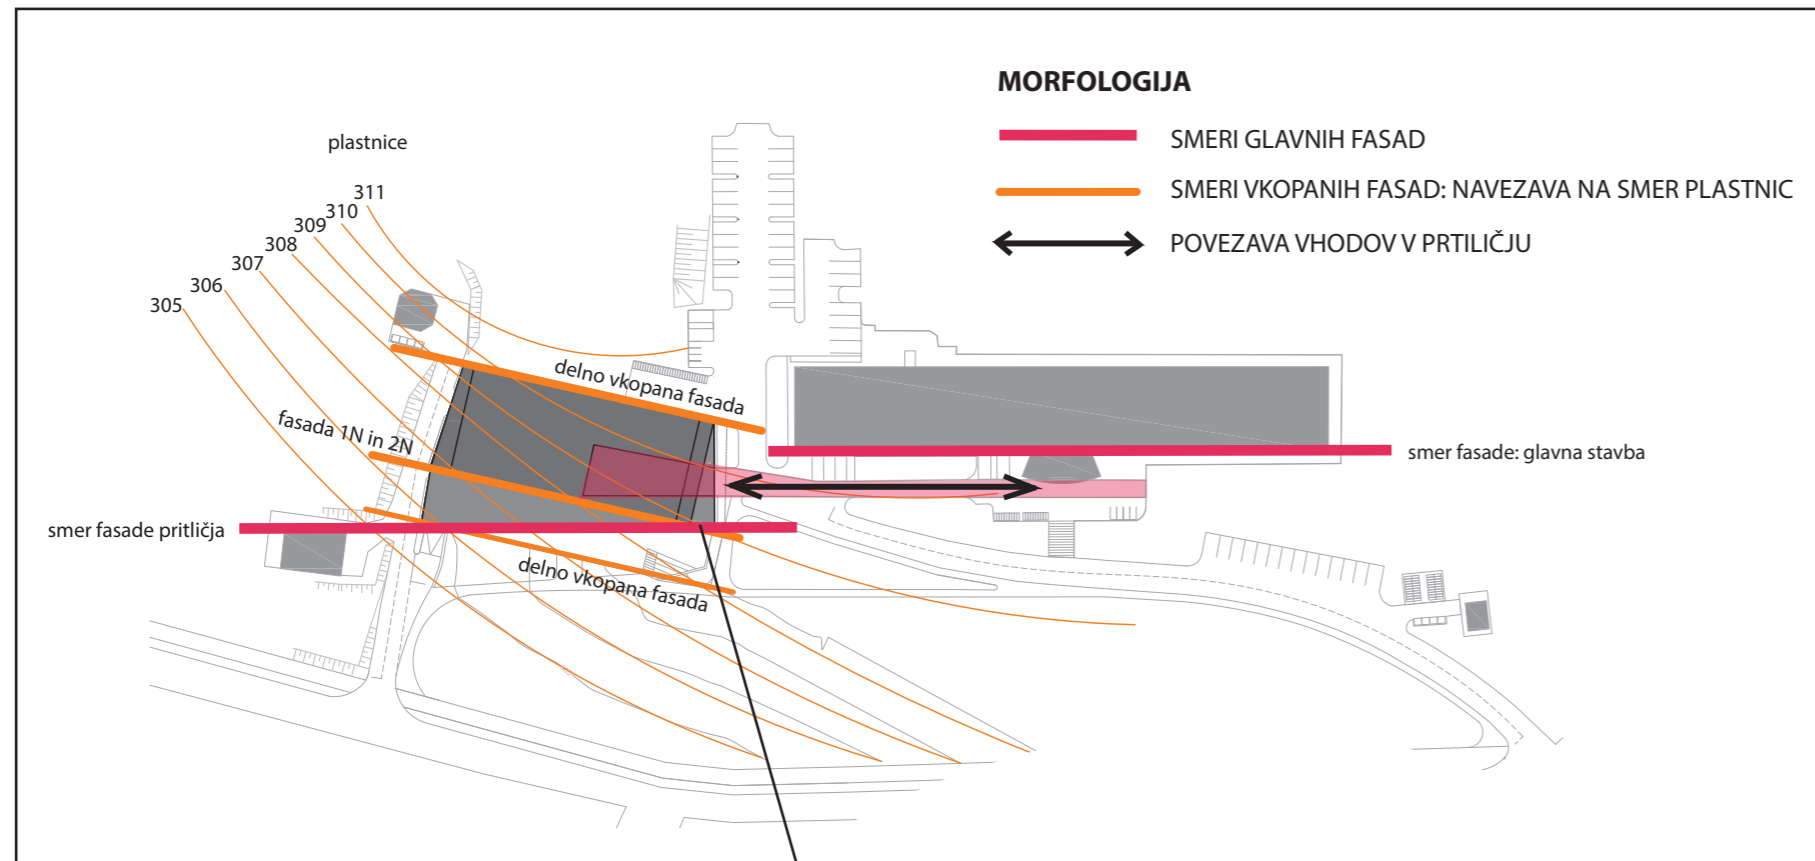 MORFOLOGIJA
SMERI GLAVNIH FASAD
SMERI VKOPANIH FASAD: NAVEZAVA NA SMER PLASTNIC
POVEZAVA VHODOV V PRTILIČJU
plastnice
311
310
309
308
307
306
305
delno vkopana fasada
fasada 1N in 2N
smer fasade: glavna stavba
smer fasade pritličja
delno vkopana fasada